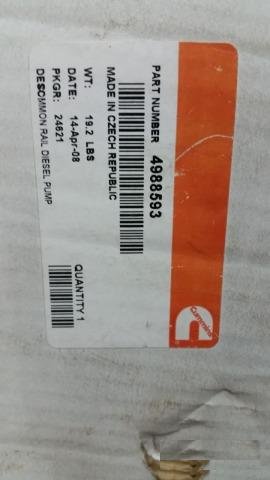 Cummins
PART NUMBER 4988593
MADE IN CZECH REPUBLIC
WT: 19.2 LBS
DATE: 14-Apr-08
PKGR: 24621
QUANTITY 1
DESCOMMON RAIL DIESEL PUMP